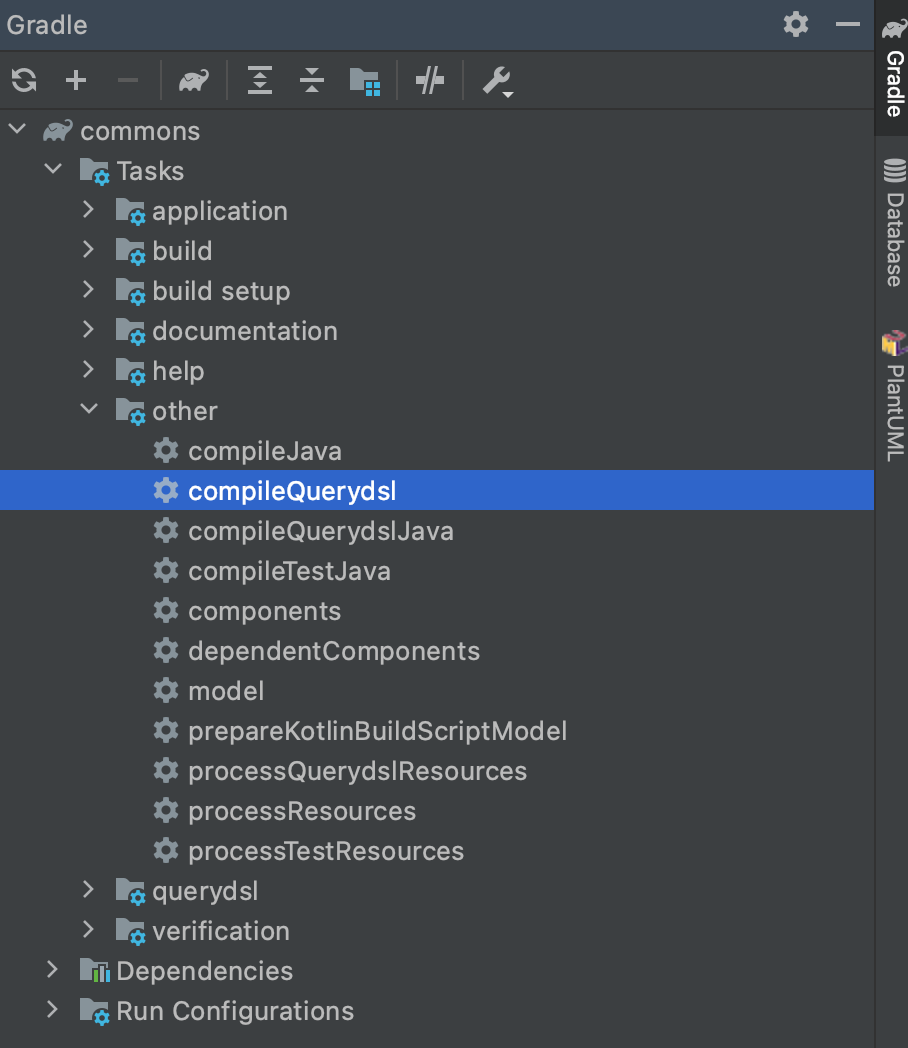 Gradle
commons
Tasks
application
build
build setup
documentation
help
other
compileJava
compileQuerydsl
compileQuerydslJava
compileTestJava
components
dependentComponents
model
prepareKotlinBuildScriptModel
processQuerydslResources
processResources
processTestResources
querydsl
verification
Dependencies
Run Configurations
Gradle
Database
PlantUML